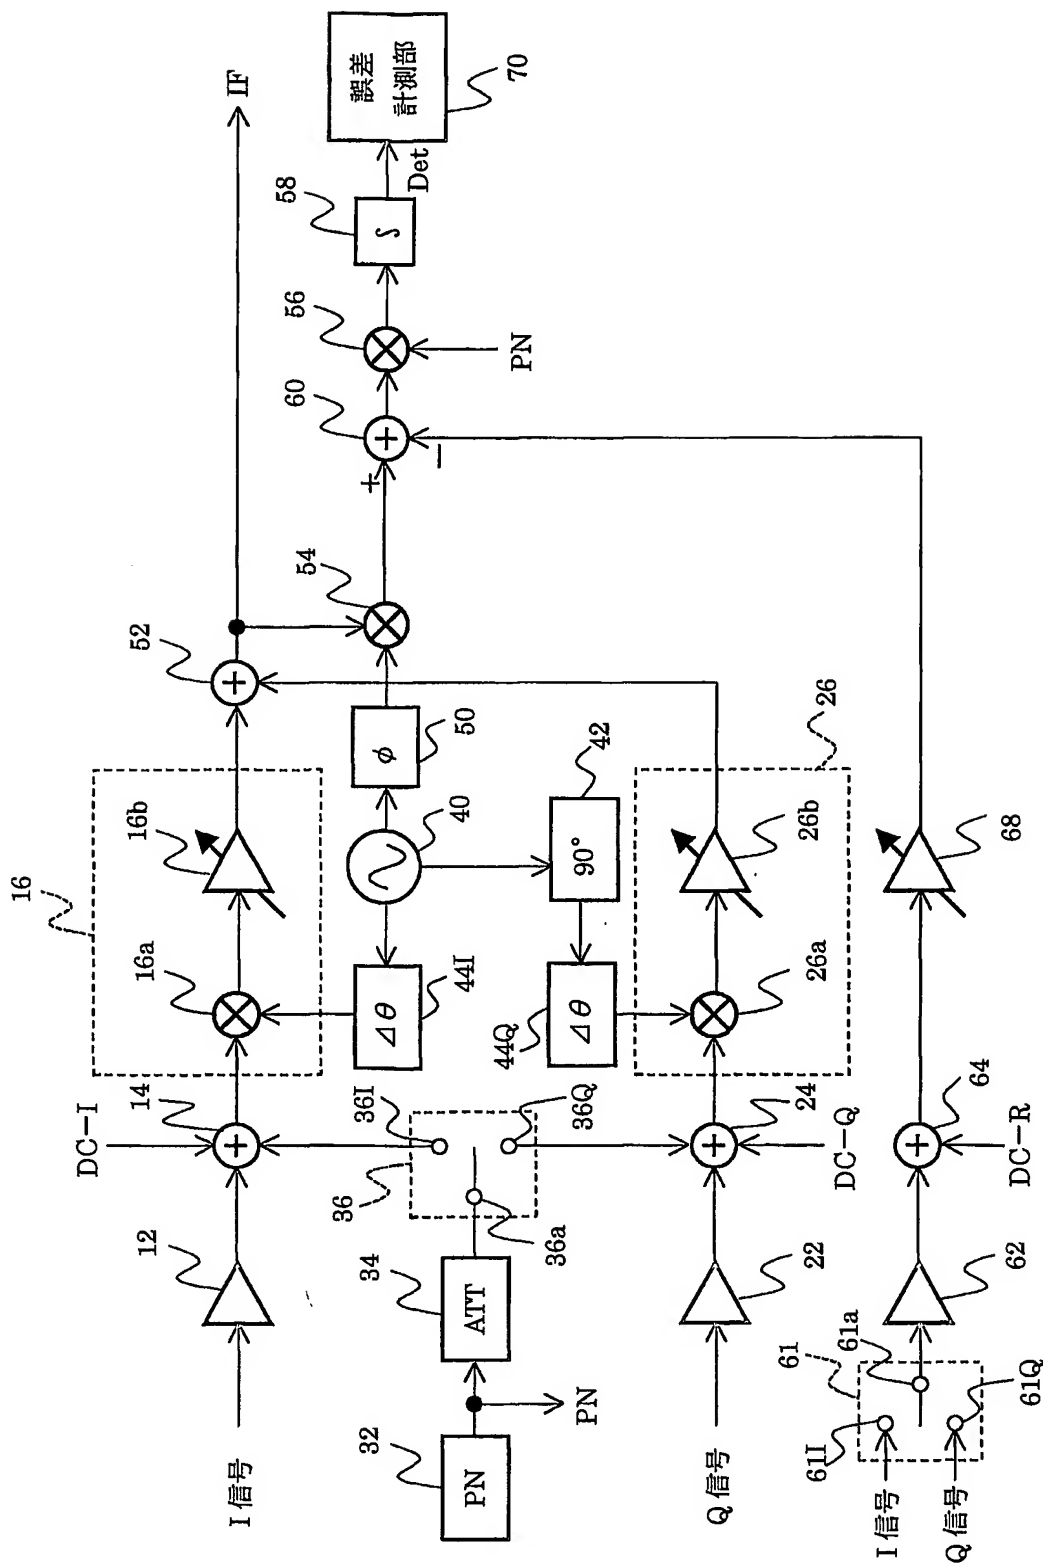 I 信号
12
DC-I
14
16
16a
16b
52
IF
PN
32
PN
ATT
34
36
36a
36I
36Q
Δθ
44I
40
φ
50
54
+
−
60
PN
56
∫
58
Det
誤差
計測部
70
90°
42
Δθ
44Q
Q 信号
22
24
DC-Q
26
26a
26b
I 信号
Q 信号
61
61I
61a
61Q
62
64
DC-R
68